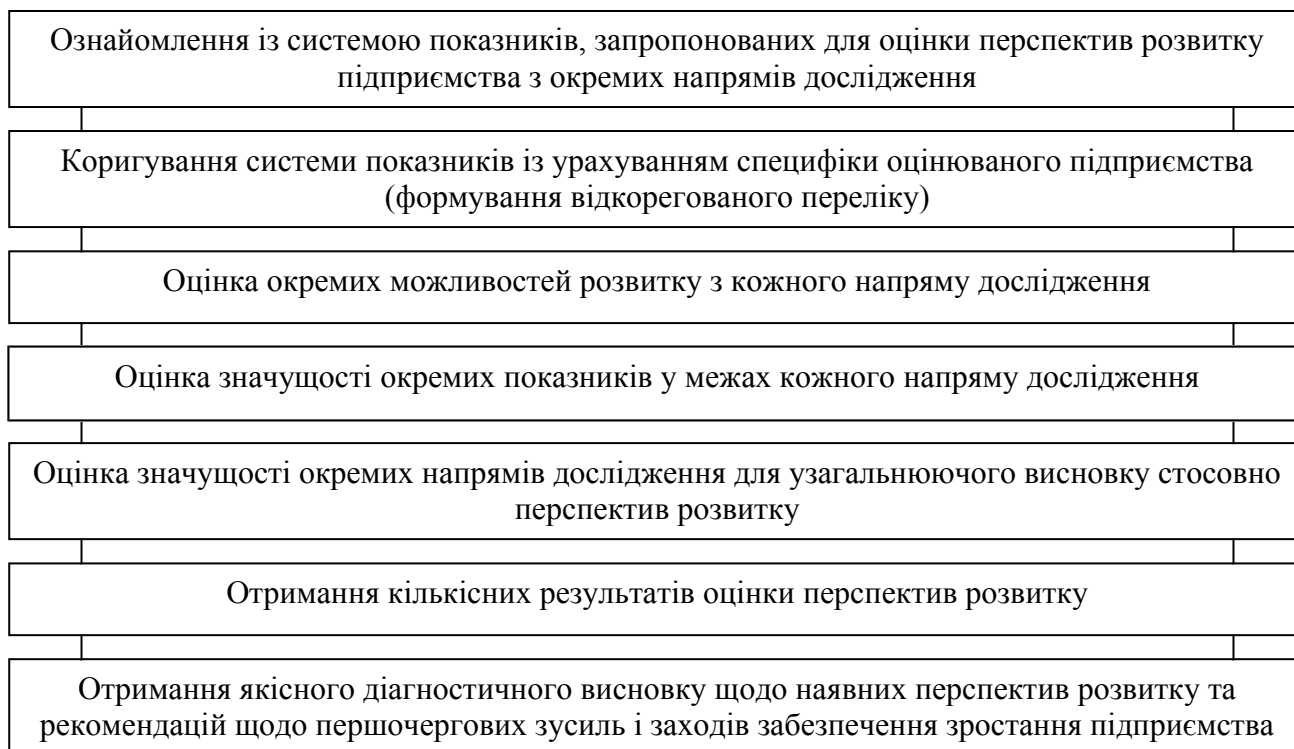 Ознайомлення із системою показників, запропонованих для оцінки перспектив розвитку
підприємства з окремих напрямів дослідження
Коригування системи показників із урахуванням специфіки оцінюваного підприємства
(формування відкорегованого переліку)
Оцінка окремих можливостей розвитку з кожного напряму дослідження
Оцінка значущості окремих показників у межах кожного напряму дослідження
Оцінка значущості окремих напрямів дослідження для узагальнюючого висновку стосовно
перспектив розвитку
Отримання кількісних результатів оцінки перспектив розвитку
Отримання якісного діагностичного висновку щодо наявних перспектив розвитку та
рекомендацій щодо першочергових зусиль і заходів забезпечення зростання підприємства